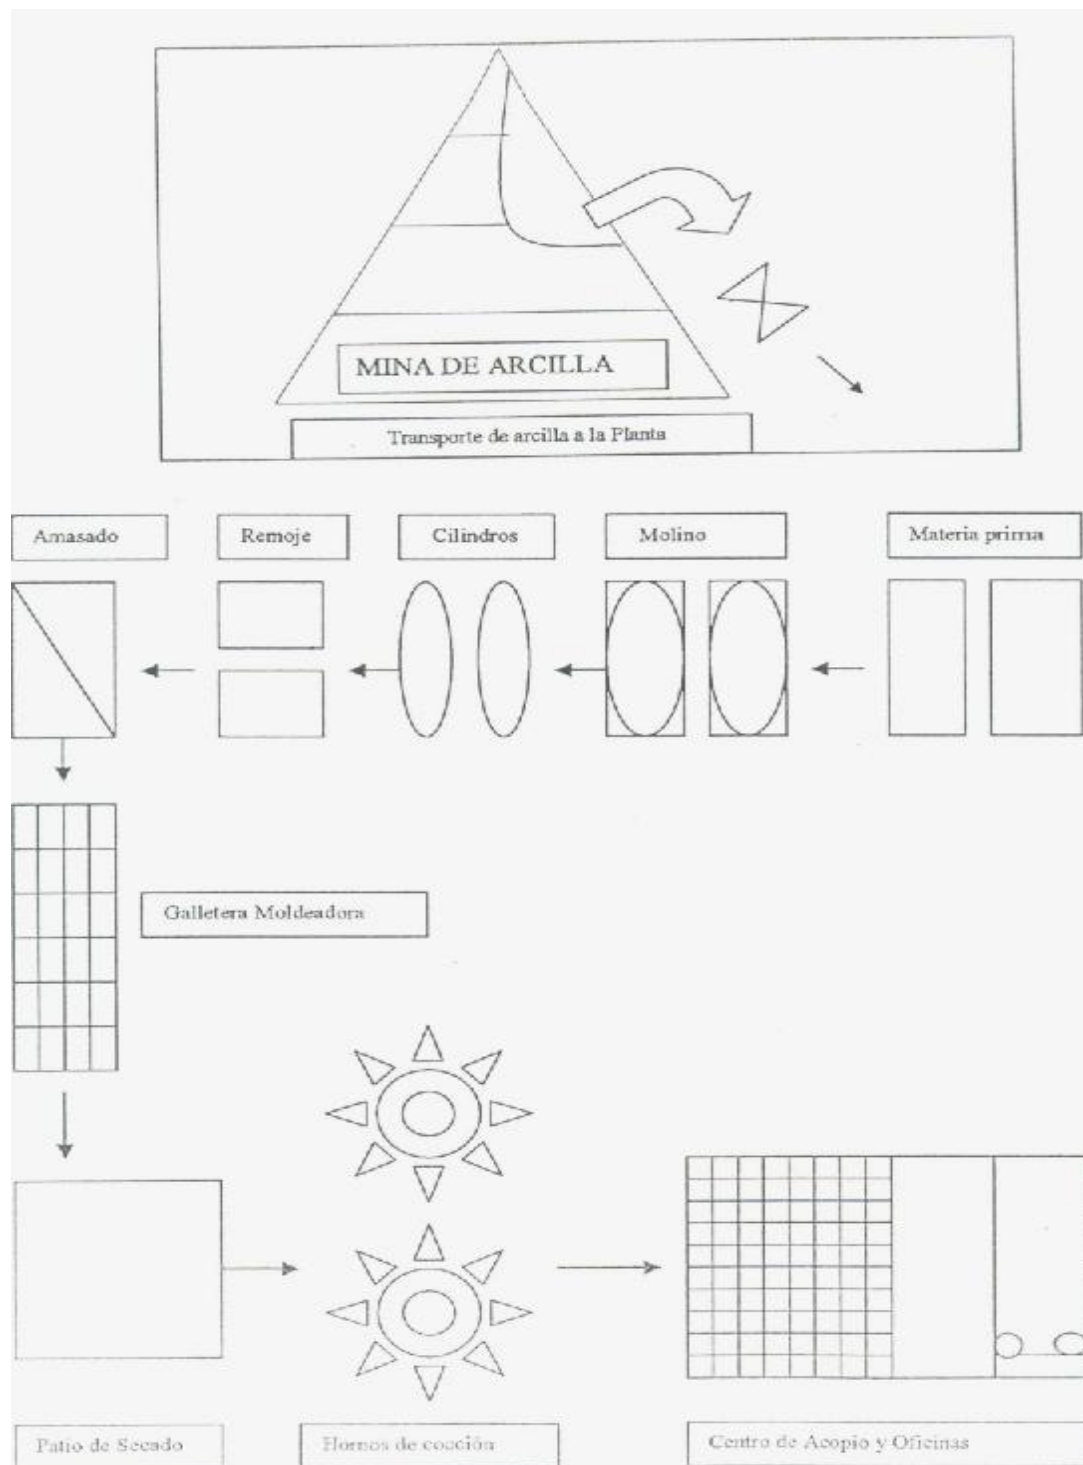 MINA DE ARCILLA
Transporte de arcilla a la Planta
Amasado
Remoje
Cilindros
Molino
Materia prima
Galletera Moldeadora
Patio de Secado
Hornos de cocción
Centro de Acopio y Oficinas